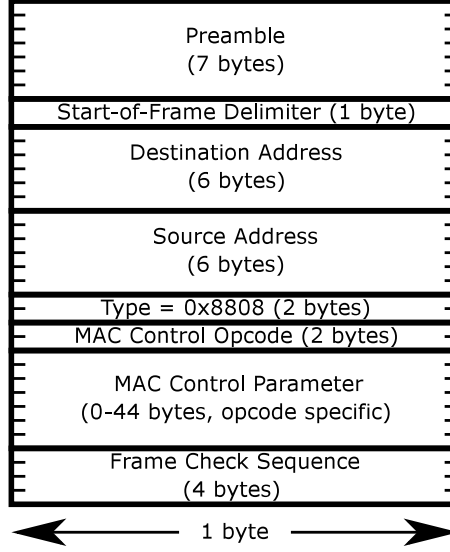 Preamble
(7 bytes)
Start-of-Frame Delimiter (1 byte)
Destination Address
(6 bytes)
Source Address
(6 bytes)
Type = 0x8808 (2 bytes)
MAC Control Opcode (2 bytes)
MAC Control Parameter
(0-44 bytes, opcode specific)
Frame Check Sequence
(4 bytes)
1 byte